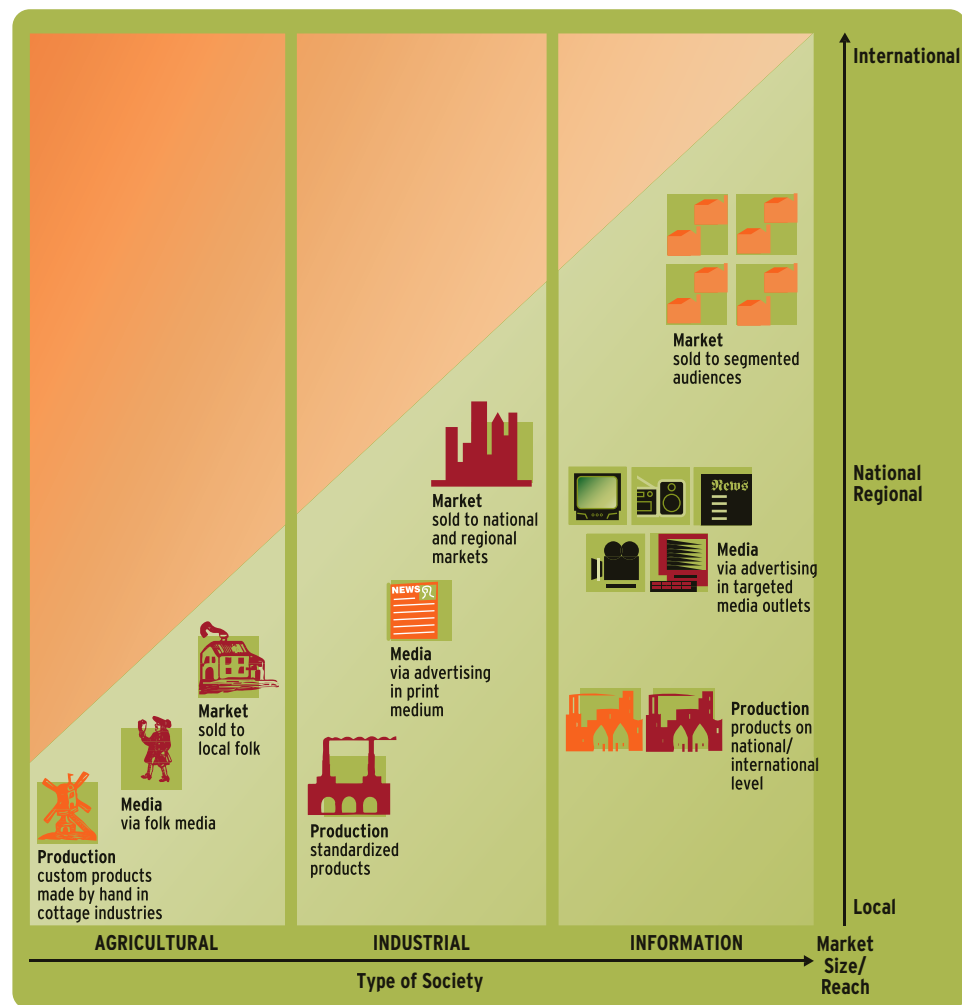 International
Market
sold to segmented
audiences
National
Regional
Market
sold to national
and regional
markets
News
Media
via advertising
in targeted
media outlets
NEWS
Media
via advertising
in print
medium
Market
sold to
local folk
Production
products on
national/
international
level
Media
via folk media
Production
standardized
products
Production
custom products
made by hand in
cottage industries
Local
AGRICULTURAL
INDUSTRIAL
INFORMATION
Market
Size/
Reach
Type of Society